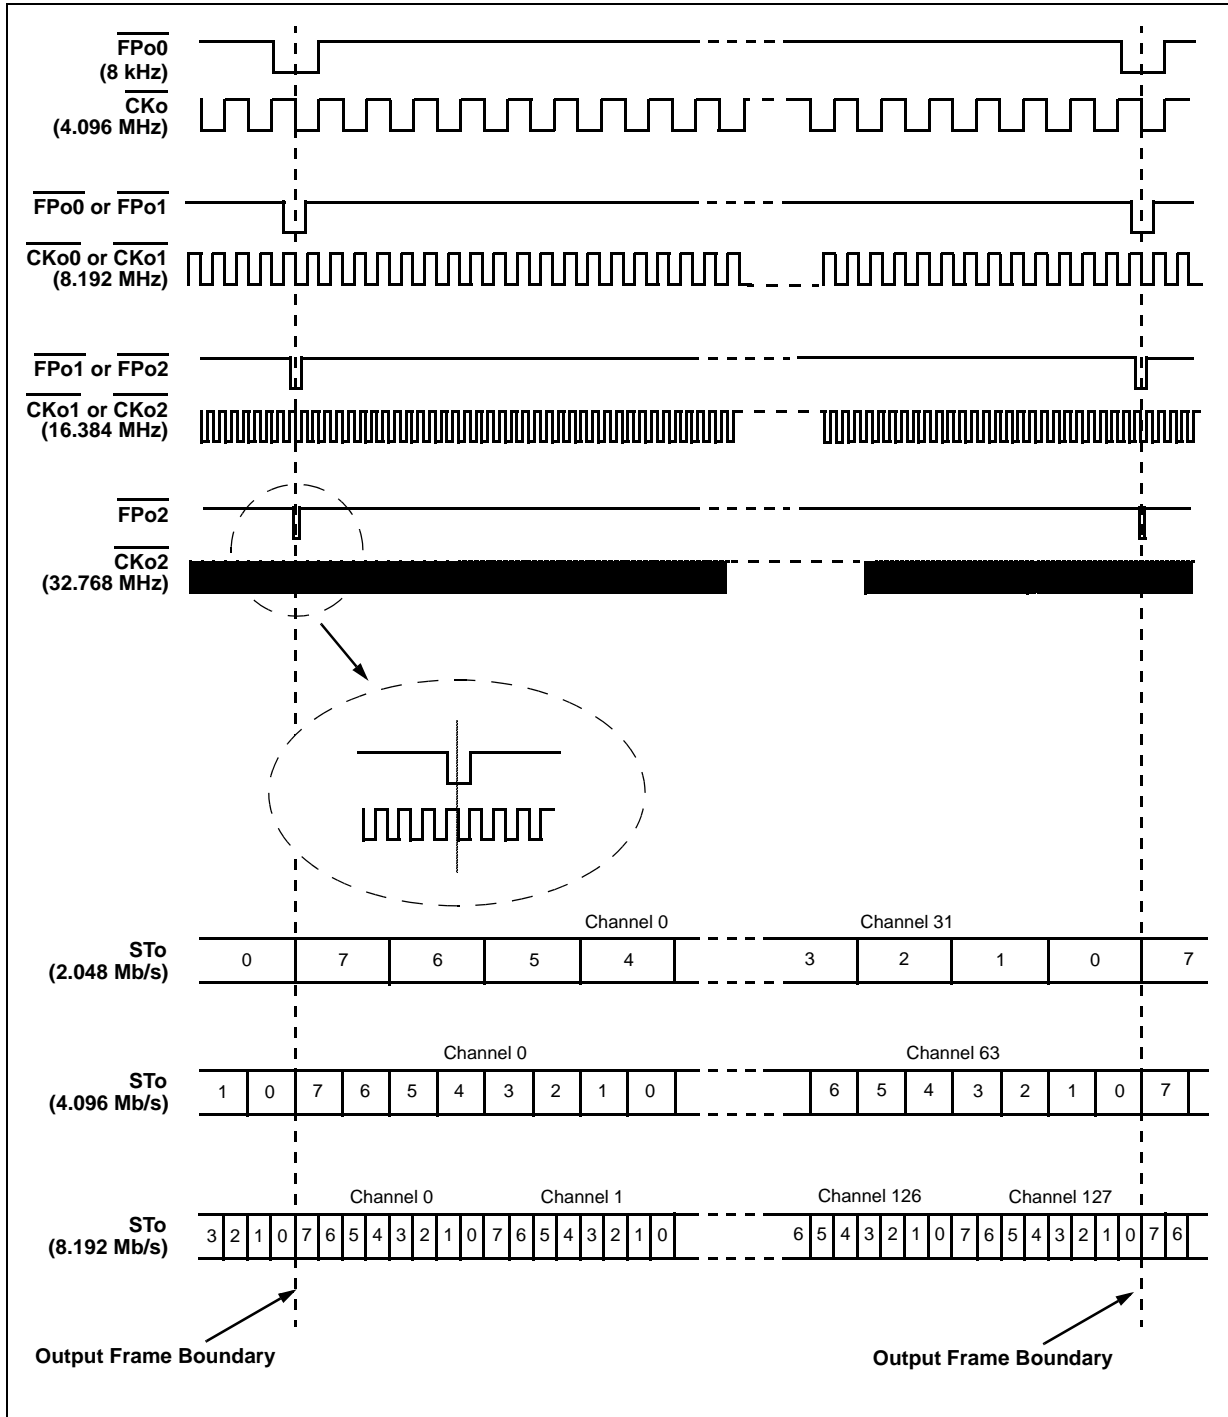 FPo0
(8 kHz)
CKo
(4.096 MHz)
FPo0 or FPo1
CKo0 or CKo1
(8.192 MHz)
FPo1 or FPo2
CKo1 or CKo2
(16.384 MHz)
FPo2
CKo2
(32.768 MHz)
Channel 0 Channel 31
STo
(2.048 Mb/s)
0 7 6 5 4 3 2 1 0 7
Channel 0 Channel 63
STo
(4.096 Mb/s)
1 0 7 6 5 4 3 2 1 0 6 5 4 3 2 1 0 7
Channel 0 Channel 1 Channel 126 Channel 127
STo
(8.192 Mb/s)
3 2 1 0 7 6 5 4 3 2 1 0 7 6 5 4 3 2 1 0 6 5 4 3 2 1 0 7 6 5 4 3 2 1 0 7 6
Output Frame Boundary
Output Frame Boundary